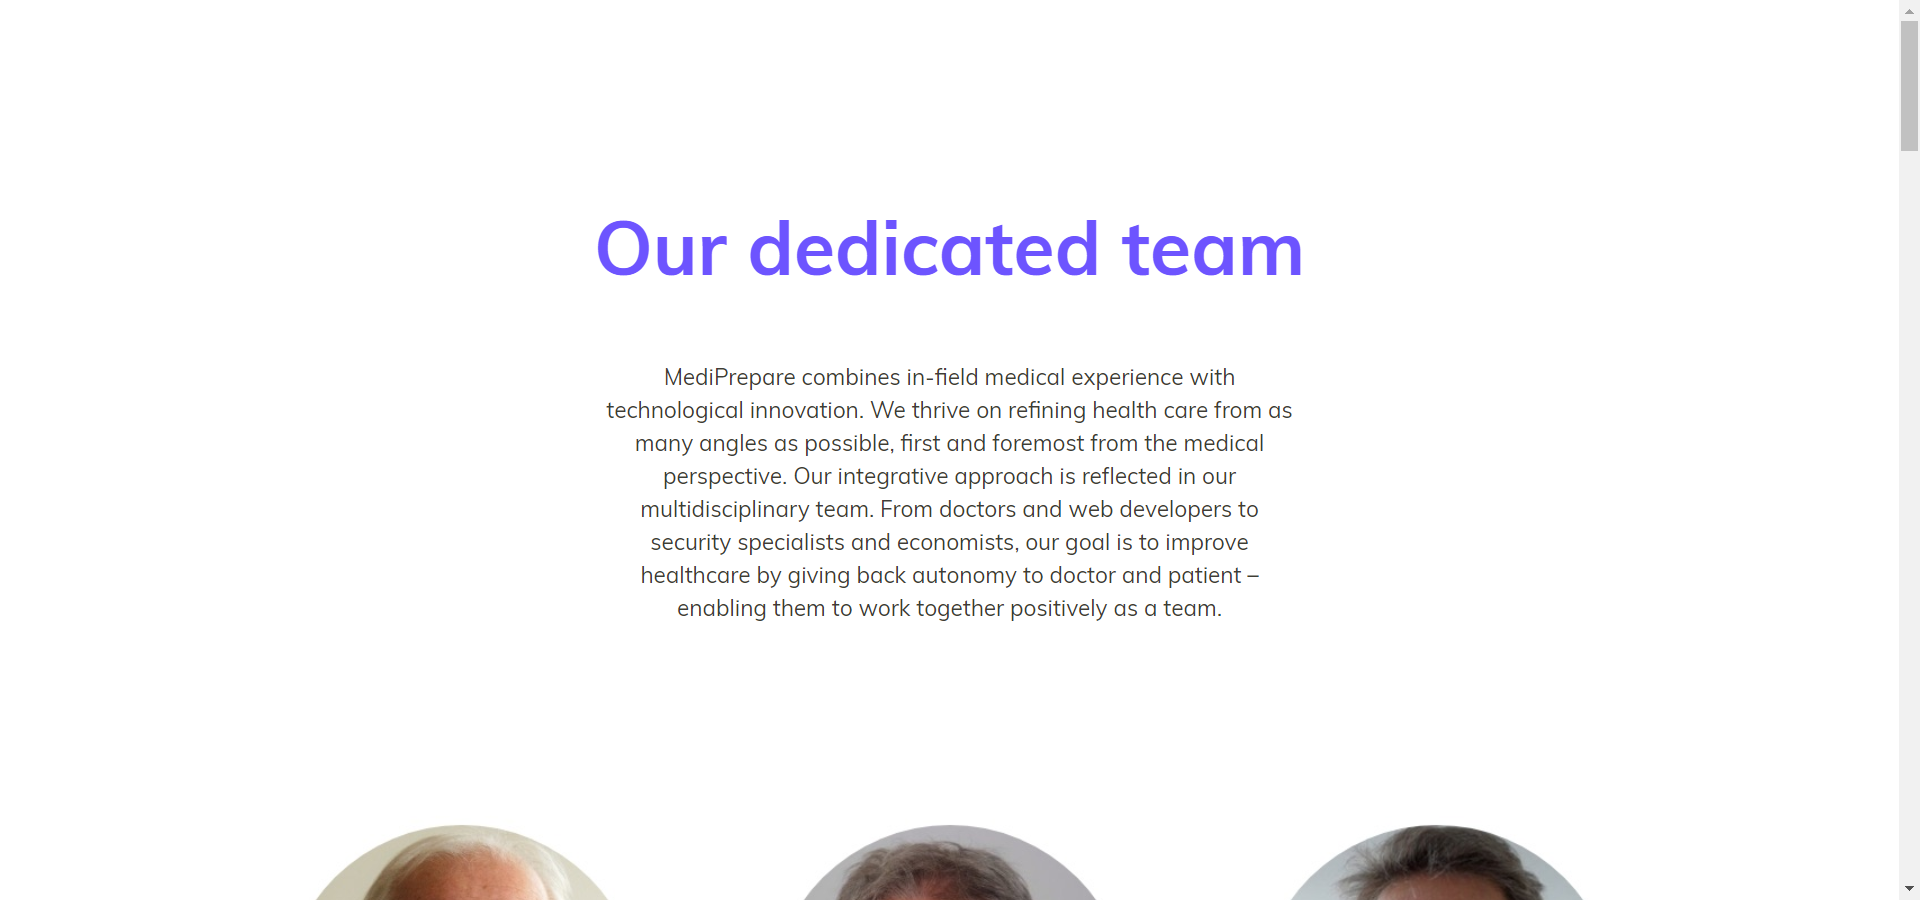 Our dedicated team
MediPrepare combines in-field medical experience with
technological innovation. We thrive on refining health care from as
many angles as possible, first and foremost from the medical
perspective. Our integrative approach is reflected in our
multidisciplinary team. From doctors and web developers to
security specialists and economists, our goal is to improve
healthcare by giving back autonomy to doctor and patient –
enabling them to work together positively as a team.